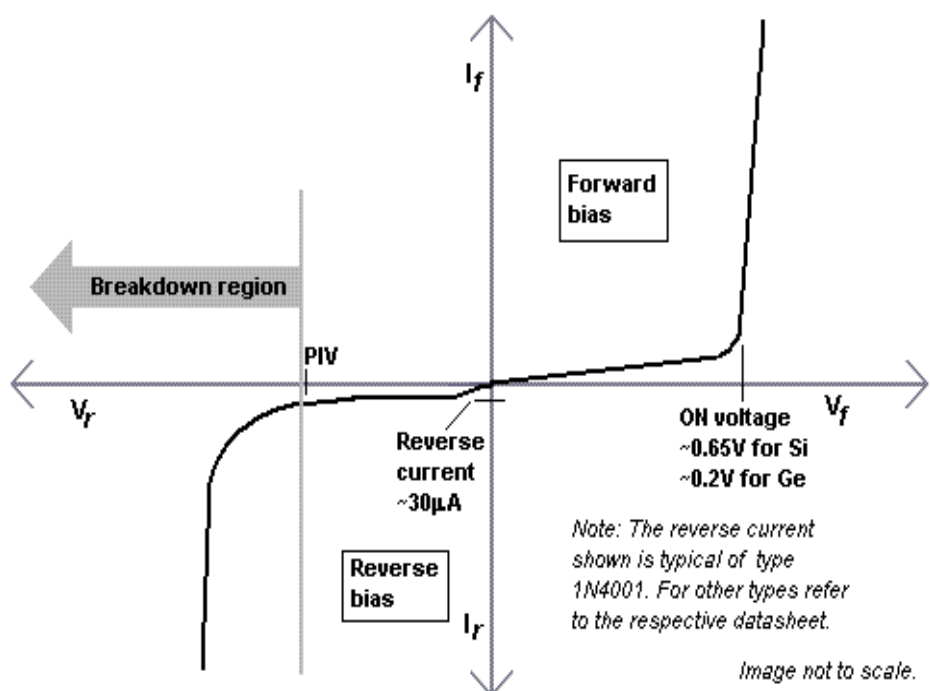 If
Forward
bias
Breakdown region
PIV
Vr
Vf
Reverse
current
~30µA
ON voltage
~0.65V for Si
~0.2V for Ge
Reverse
bias
Ir
Note: The reverse current
shown is typical of type
1N4001. For other types refer
to the respective datasheet.
Image not to scale.